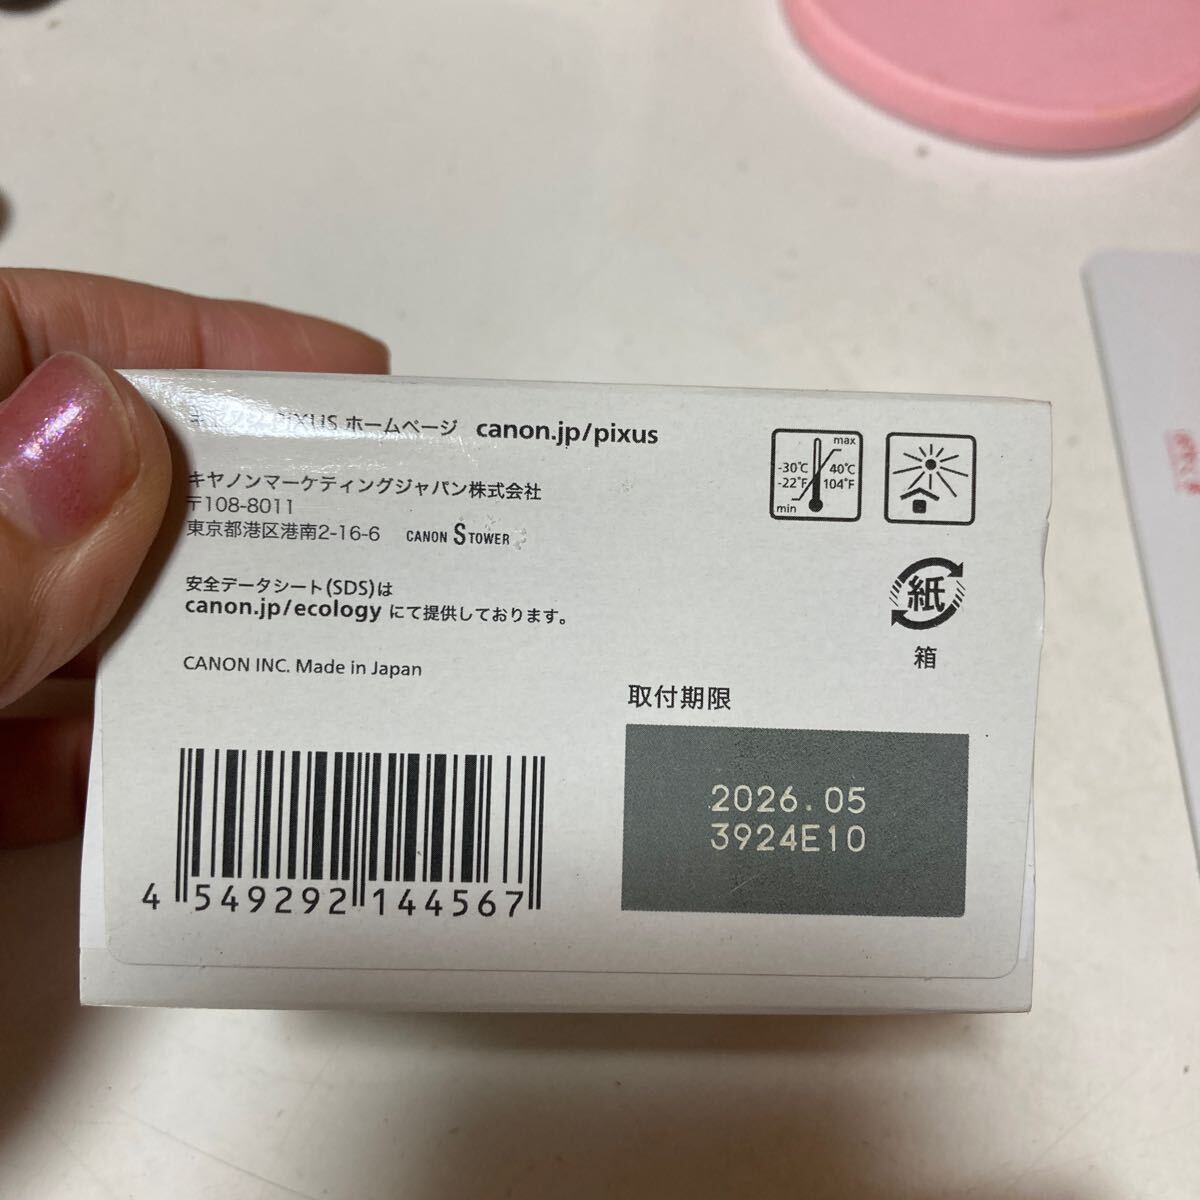 PIXUS ホームページ canon.jp/pixus
キヤノンマーケティングジャパン株式会社
〒108-8011
東京都港区港南2-16-6 CANON S TOWER
安全データシート(SDS)は
canon.jp/ecology にて提供しております。
CANON INC. Made in Japan
max
-30℃ 40℃
-22°F 104°F
min
紙
箱
取付期限
2026.05
3924E10
4 549292 144567